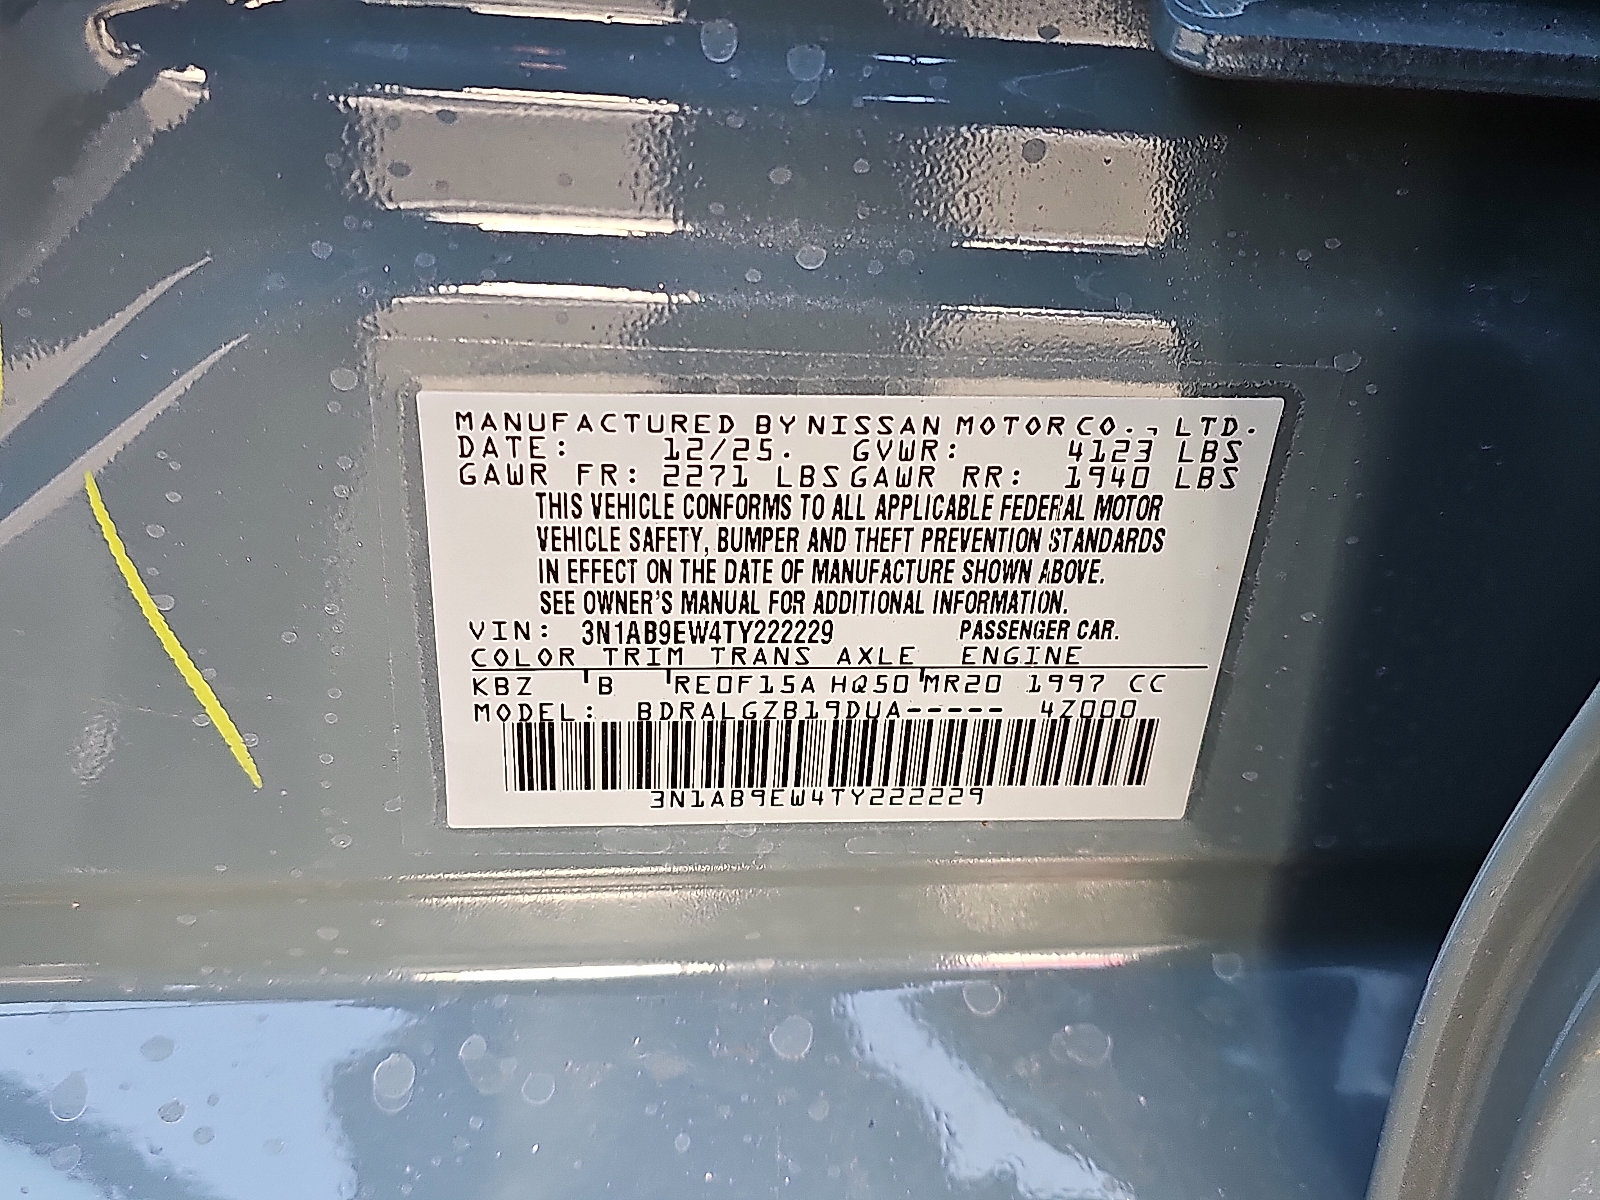 MANUFACTURED BY NISSAN MOTOR CO., LTD.
DATE: 12/25. GVWR: 4123 LBS
GAWR FR: 2271 LBS GAWR RR: 1940 LBS
THIS VEHICLE CONFORMS TO ALL APPLICABLE FEDERAL MOTOR
VEHICLE SAFETY, BUMPER AND THEFT PREVENTION STANDARDS
IN EFFECT ON THE DATE OF MANUFACTURE SHOWN ABOVE.
SEE OWNER'S MANUAL FOR ADDITIONAL INFORMATION.
VIN: 3N1AB9EW4TY222229 PASSENGER CAR.
COLOR TRIM TRANS AXLE ENGINE
KBZ B RE0F15A HQ50 MR20 1997 CC
MODEL: BDRALGZB19DUA----- 4Z000
3N1AB9EW4TY222229